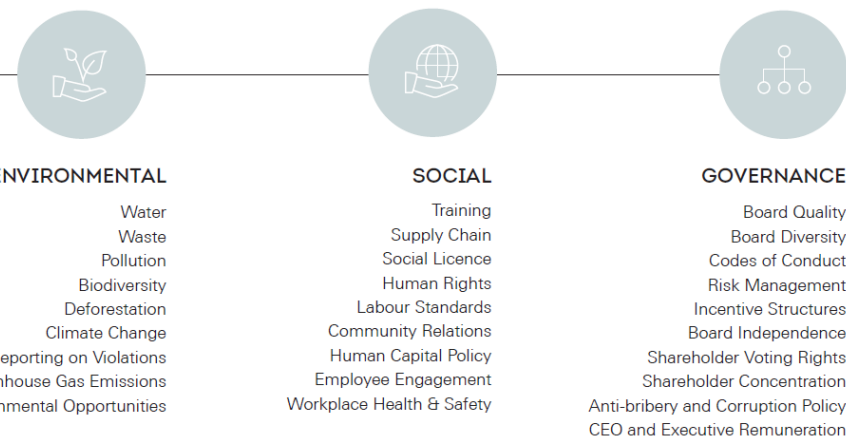 ENVIRONMENTAL
Water
Waste
Pollution
Biodiversity
Deforestation
Climate Change
eporting on Violations
nhouse Gas Emissions
nmental Opportunities
SOCIAL
Training
Supply Chain
Social Licence
Human Rights
Labour Standards
Community Relations
Human Capital Policy
Employee Engagement
Workplace Health & Safety
GOVERNANCE
Board Quality
Board Diversity
Codes of Conduct
Risk Management
Incentive Structures
Board Independence
Shareholder Voting Rights
Shareholder Concentration
Anti-bribery and Corruption Policy
CEO and Executive Remuneration